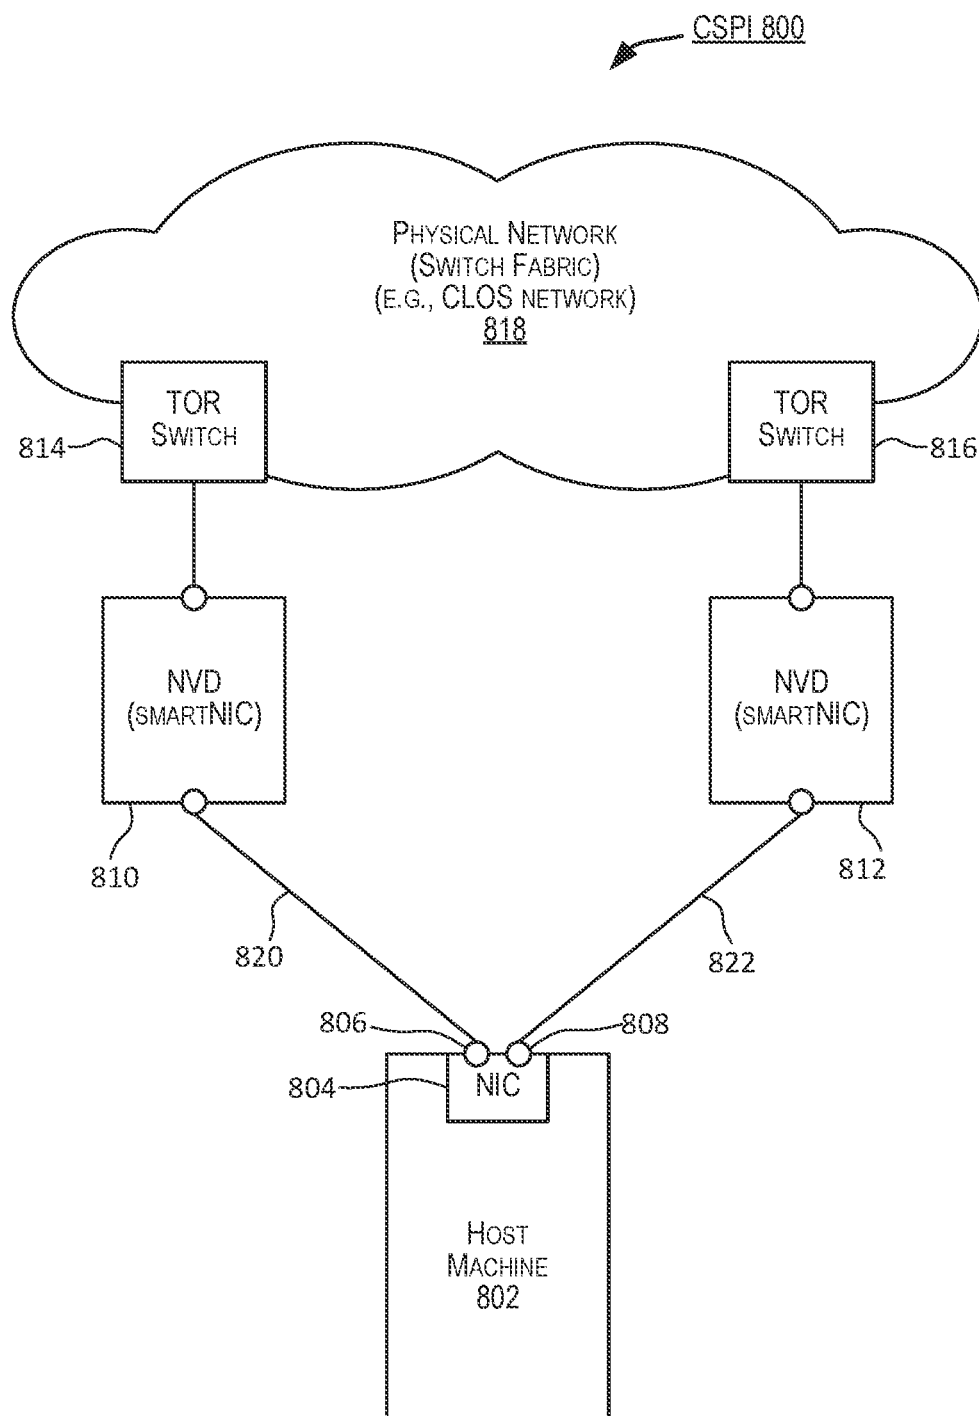 CSPI 800
PHYSICAL NETWORK
(SWITCH FABRIC)
(E.G., CLOS NETWORK)
818
TOR
SWITCH
TOR
SWITCH
814
816
NVD
(SMARTNIC)
NVD
(SMARTNIC)
810
812
820
822
806
808
804
NIC
HOST
MACHINE
802